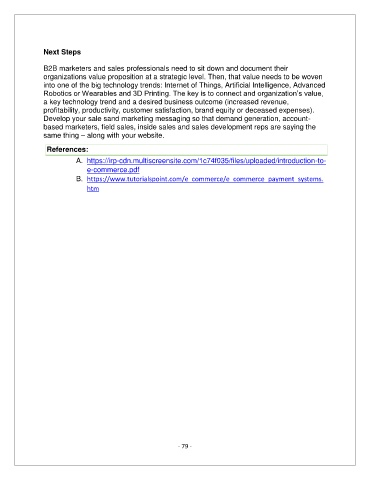 Next Steps
B2B marketers and sales professionals need to sit down and document their
organizations value proposition at a strategic level. Then, that value needs to be woven
into one of the big technology trends: Internet of Things, Artificial Intelligence, Advanced
Robotics or Wearables and 3D Printing. The key is to connect and organization's value,
a key technology trend and a desired business outcome (increased revenue,
profitability, productivity, customer satisfaction, brand equity or deceased expenses).
Develop your sale sand marketing messaging so that demand generation, account-
based marketers, field sales, inside sales and sales development reps are saying the
same thing – along with your website.
References:
A. https://irp-cdn.multiscreensite.com/1c74f035/files/uploaded/introduction-to-
e-commerce.pdf
B. https://www.tutorialspoint.com/e_commerce/e_commerce_payment_systems.
htm
- 79 -